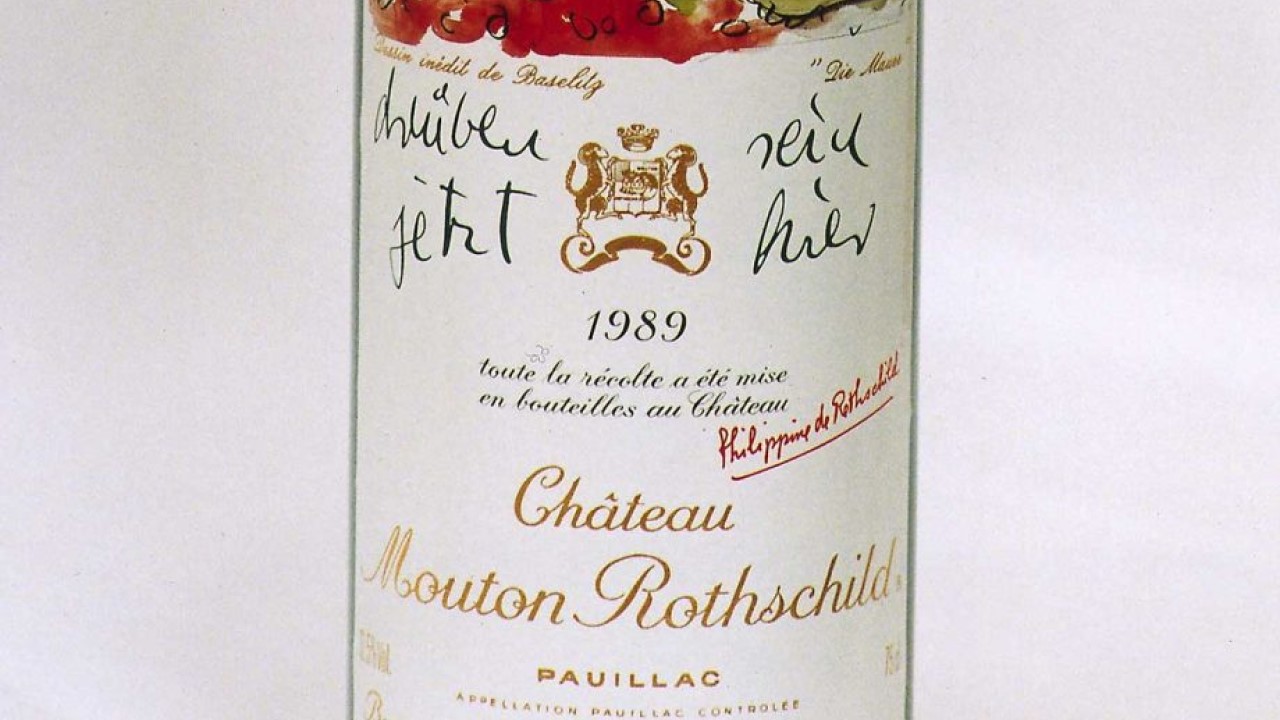 Dessin inédit de Baselitz " Die Mauer
drüben sein
jetzt hier
1989
toute la récolte a été mise
en bouteilles au Château
Philippine de Rothschild
Château
Mouton Rothschild
PAUILLAC
APPELLATION PAUILLAC CONTROLÉE